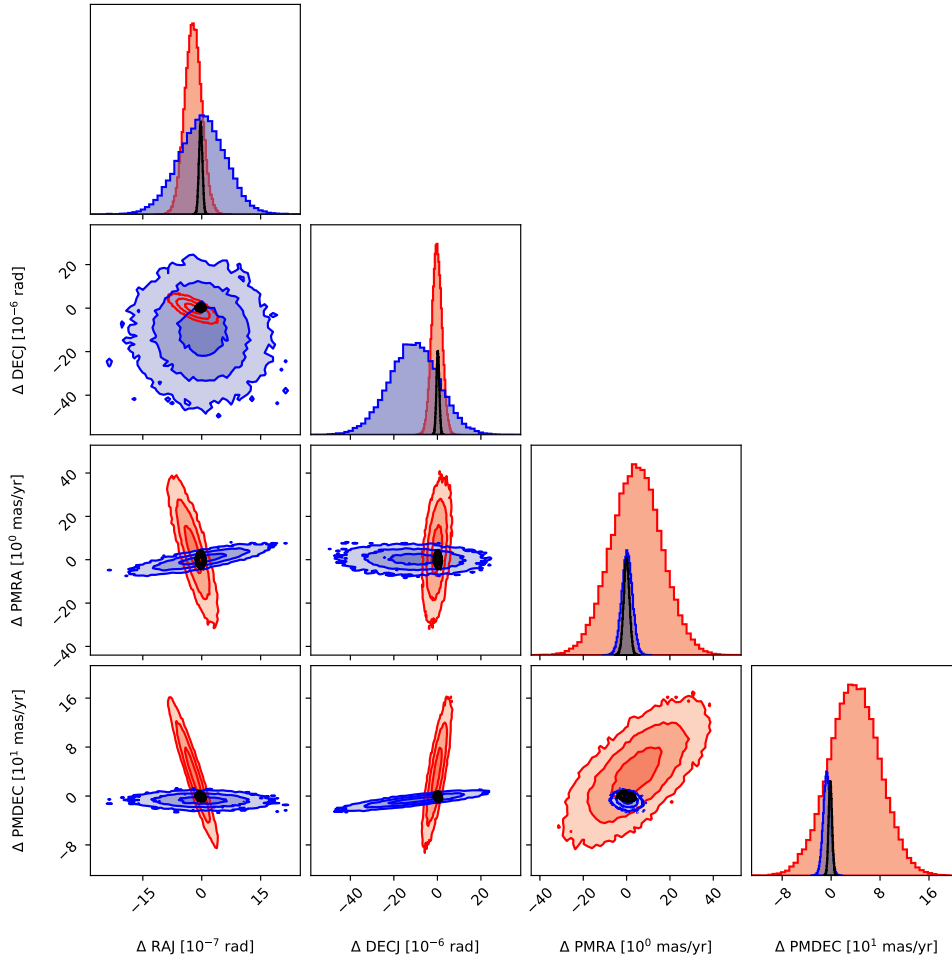 Δ DECJ [10⁻⁶ rad]
20
0
−20
−40
Δ PMRA [10⁰ mas/yr]
40
20
0
−20
−40
Δ PMDEC [10¹ mas/yr]
16
8
0
−8
−15 0 15
−40 −20 0 20
−40 0 40
−8 0 8 16
Δ RAJ [10⁻⁷ rad] Δ DECJ [10⁻⁶ rad] Δ PMRA [10⁰ mas/yr] Δ PMDEC [10¹ mas/yr]